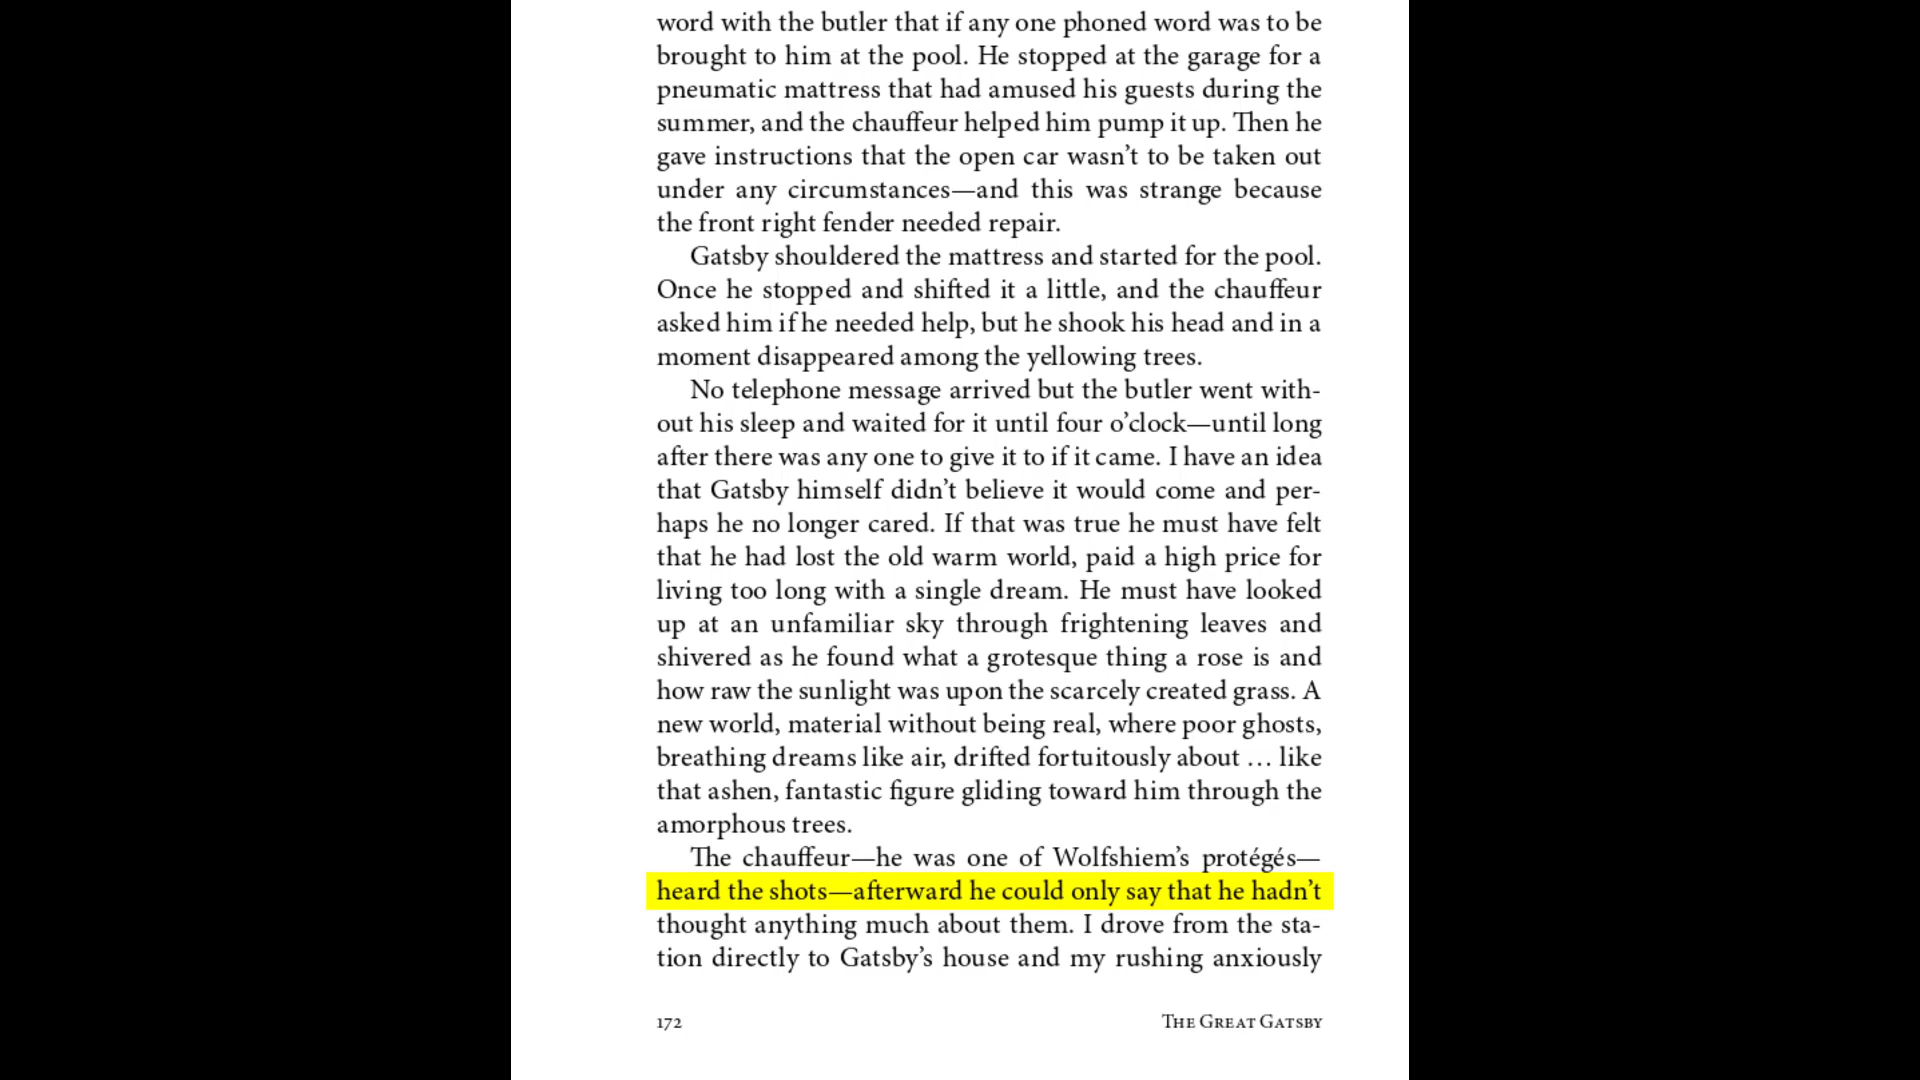 word with the butler that if any one phoned word was to be
brought to him at the pool. He stopped at the garage for a
pneumatic mattress that had amused his guests during the
summer, and the chauffeur helped him pump it up. Then he
gave instructions that the open car wasn’t to be taken out
under any circumstances—and this was strange because
the front right fender needed repair.
Gatsby shouldered the mattress and started for the pool.
Once he stopped and shifted it a little, and the chauffeur
asked him if he needed help, but he shook his head and in a
moment disappeared among the yellowing trees.
No telephone message arrived but the butler went with-
out his sleep and waited for it until four o’clock—until long
after there was any one to give it to if it came. I have an idea
that Gatsby himself didn’t believe it would come and per-
haps he no longer cared. If that was true he must have felt
that he had lost the old warm world, paid a high price for
living too long with a single dream. He must have looked
up at an unfamiliar sky through frightening leaves and
shivered as he found what a grotesque thing a rose is and
how raw the sunlight was upon the scarcely created grass. A
new world, material without being real, where poor ghosts,
breathing dreams like air, drifted fortuitously about … like
that ashen, fantastic figure gliding toward him through the
amorphous trees.
The chauffeur—he was one of Wolfshiem’s protégés—
heard the shots—afterward he could only say that he hadn’t
thought anything much about them. I drove from the sta-
tion directly to Gatsby’s house and my rushing anxiously
172 The Great Gatsby